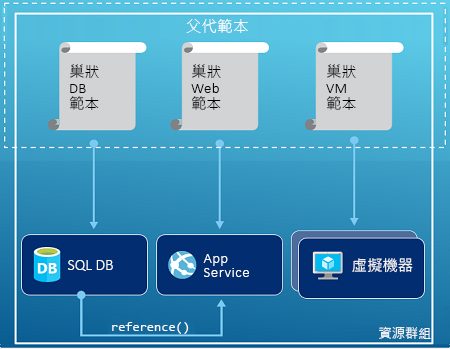 父代範本
巢狀
DB
範本
巢狀
Web
範本
巢狀
VM
範本
DB
SQL DB
App
Service
虛擬機器
reference()
資源群組